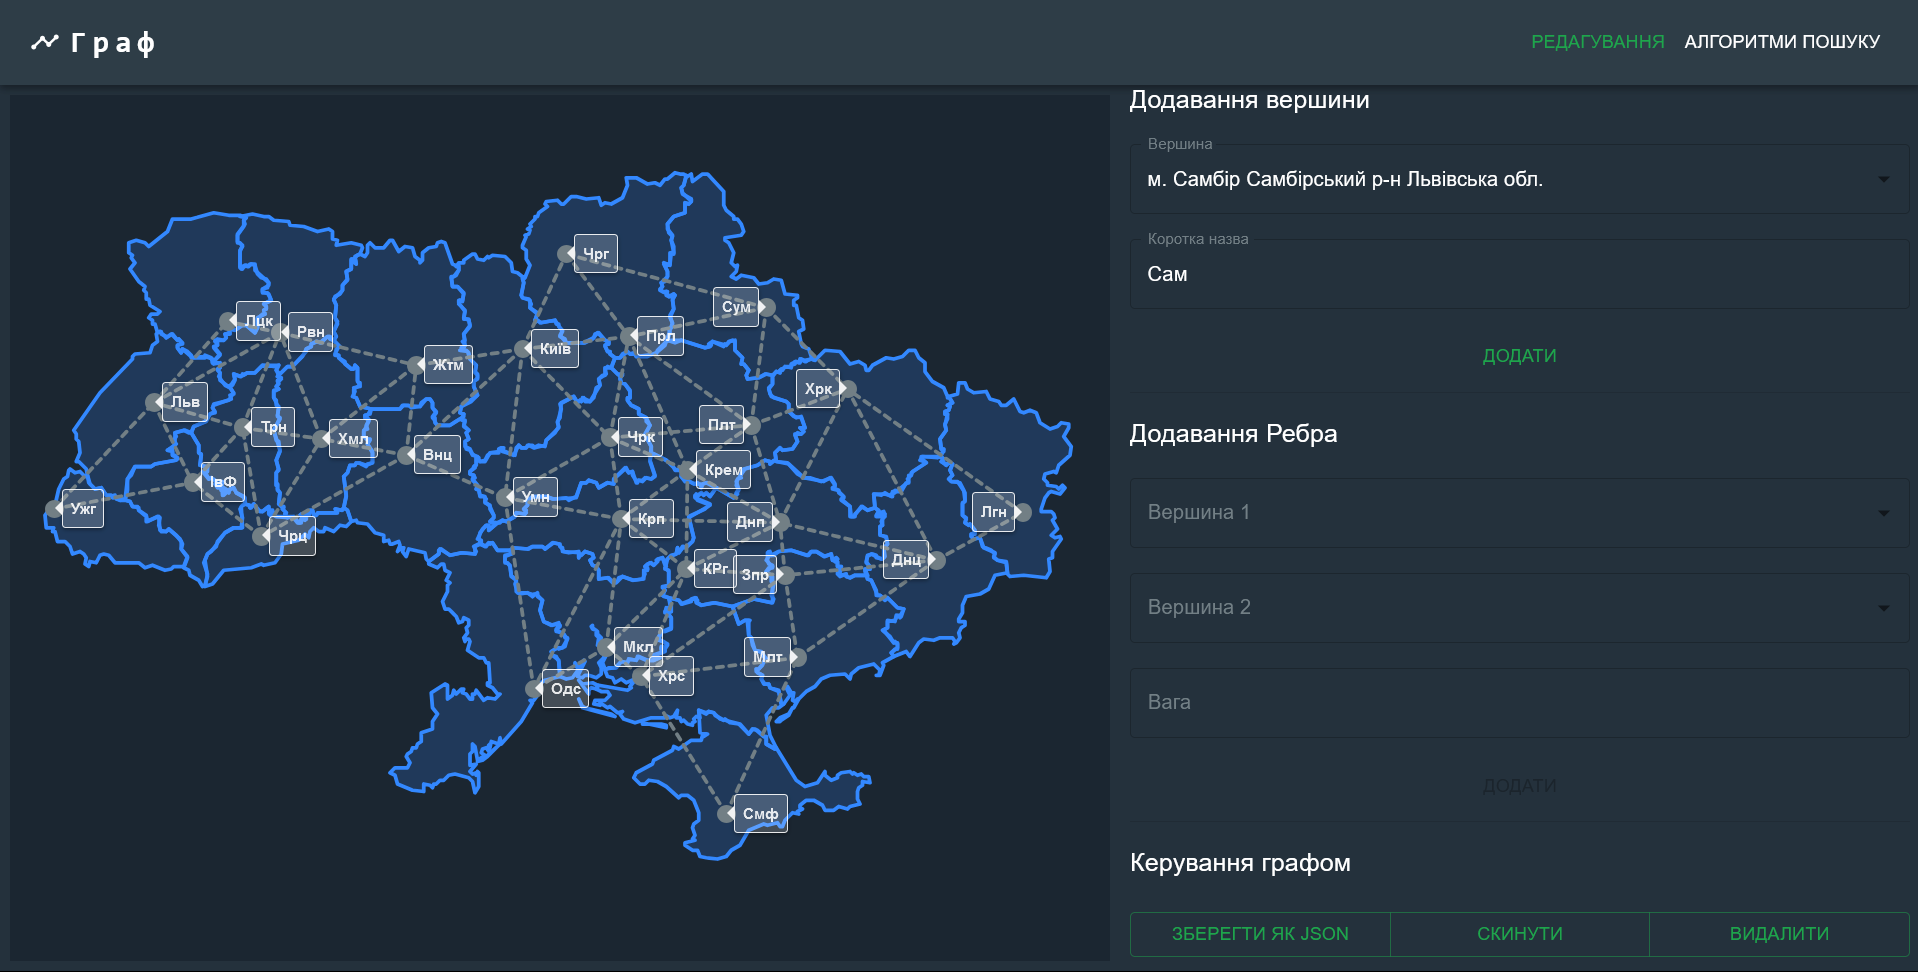 Граф
РЕДАГУВАННЯ АЛГОРИТМИ ПОШУКУ
Чрг
Сум
Лцк
Рвн
Прл
Київ
Жтм
Хрк
Льв
Трн
Хмл
Чрк
Плт
Внц
Крем
ІвФ
Умн
Ужг
Крп
Днп
Лгн
Чрц
Днц
КРг
Зпр
Мкл
Млт
Хрс
Одс
Смф
Додавання вершини
Вершина
м. Самбір Самбірський р-н Львівська обл.
Коротка назва
Сам
ДОДАТИ
Додавання Ребра
Вершина 1
Вершина 2
Вага
ДОДАТИ
Керування графом
ЗБЕРЕГТИ ЯК JSON СКИНУТИ ВИДАЛИТИ